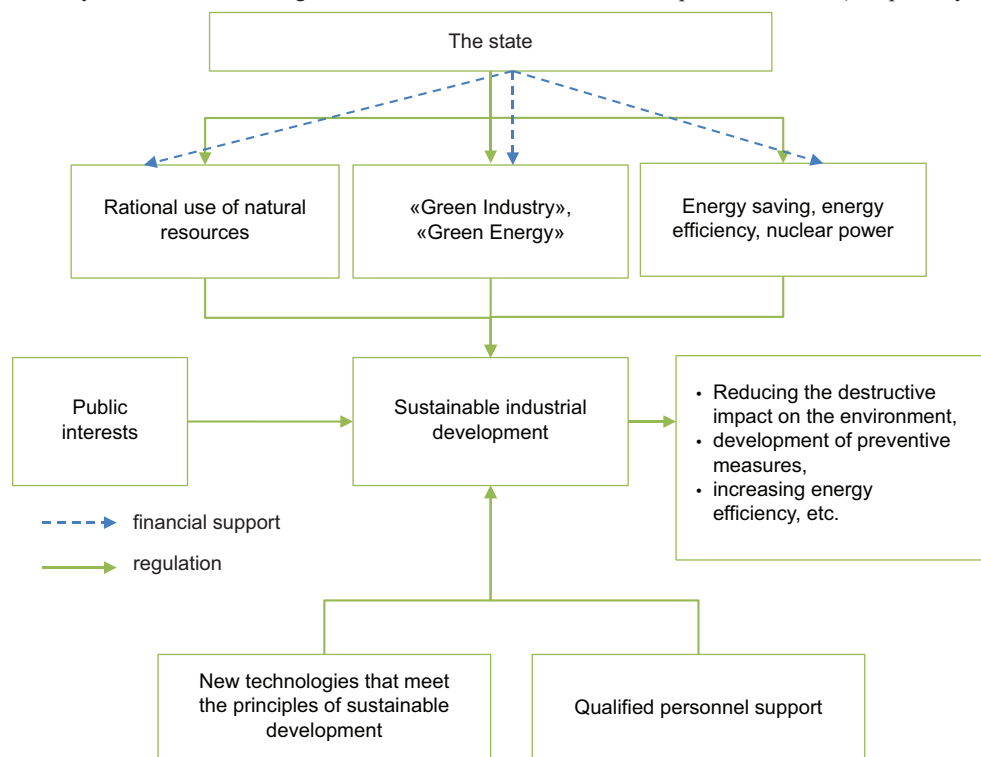 The state
Rational use of natural
resources
«Green Industry»,
«Green Energy»
Energy saving, energy
efficiency, nuclear power
Public
interests
Sustainable industrial
development
• Reducing the destructive
impact on the environment,
• development of preventive
measures,
• increasing energy
efficiency, etc.
financial support
regulation
New technologies that meet
the principles of sustainable
development
Qualified personnel support